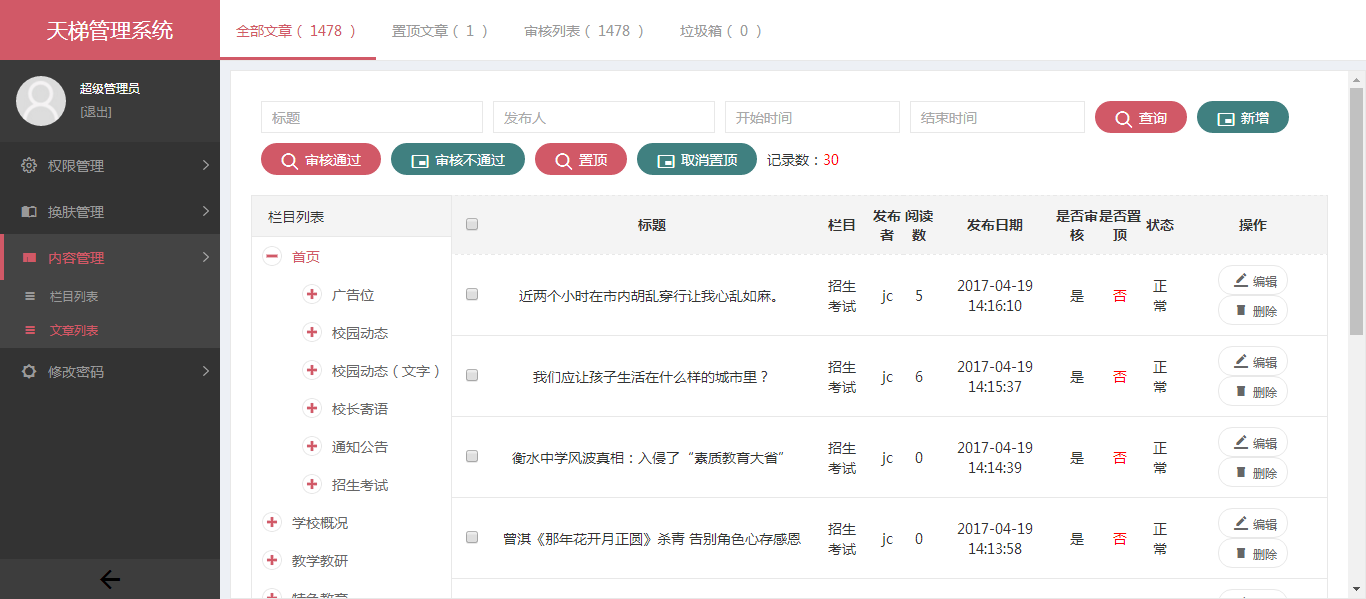 天梯管理系统
超级管理员
[退出]
权限管理
换肤管理
内容管理
栏目列表
文章列表
修改密码
全部文章（ 1478 ） 置顶文章（ 1 ） 审核列表（ 1478 ） 垃圾箱（ 0 ）
标题 发布人 开始时间 结束时间 查询 新增
审核通过 审核不通过 置顶 取消置顶 记录数：30
栏目列表
首页
广告位
校园动态
校园动态（文字）
校长寄语
通知公告
招生考试
学校概况
教学教研
特色教育
标题 栏目 发布者 阅读数 发布日期 是否审核 是否置顶 状态 操作
近两个小时在市内胡乱穿行让我心乱如麻。 招生考试 jc 5 2017-04-19 14:16:10 是 否 正常 编辑 删除
我们应让孩子生活在什么样的城市里？ 招生考试 jc 6 2017-04-19 14:15:37 是 否 正常 编辑 删除
衡水中学风波真相：入侵了“素质教育大省” 招生考试 jc 0 2017-04-19 14:14:39 是 否 正常 编辑 删除
曾淇《那年花开月正圆》杀青 告别角色心存感恩 招生考试 jc 0 2017-04-19 14:13:58 是 否 正常 编辑 删除